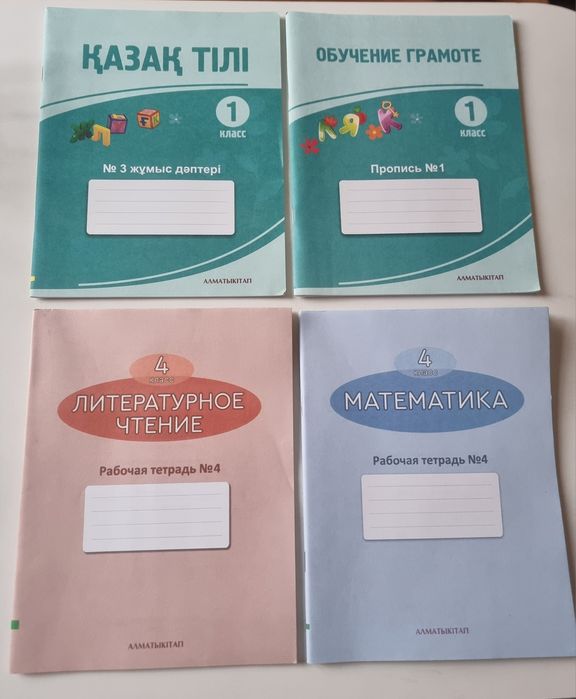 ҚАЗАҚ ТІЛІ
1
КЛАСС
№ 3 жұмыс дәптері
АЛМАТЫКІТАП
ОБУЧЕНИЕ ГРАМОТЕ
Л Я К
1
КЛАСС
Пропись №1
АЛМАТЫКІТАП
4
класс
ЛИТЕРАТУРНОЕ
ЧТЕНИЕ
Рабочая тетрадь №4
АЛМАТЫКІТАП
4
класс
МАТЕМАТИКА
Рабочая тетрадь №4
АЛМАТЫКІТАП